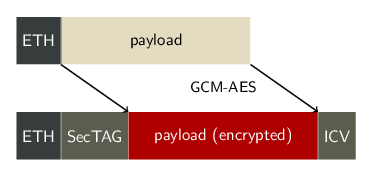 ETH payload
GCM-AES
ETH SecTAG payload (encrypted) ICV